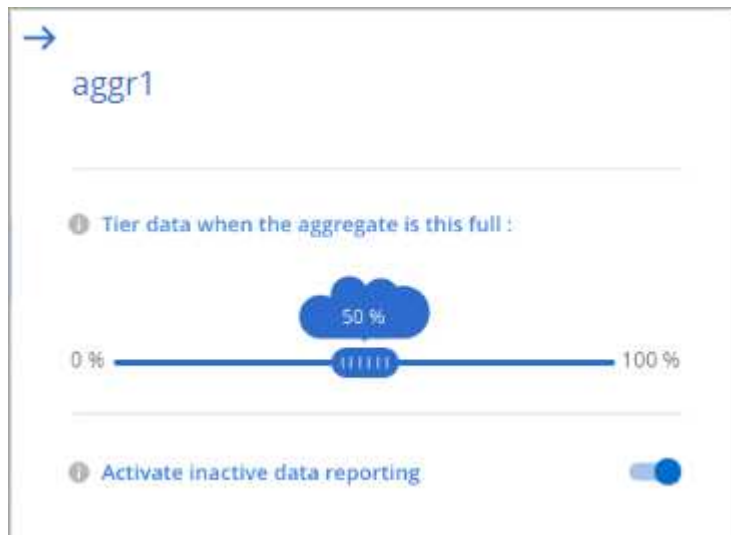 aggr1
Tier data when the aggregate is this full :
50 %
0 % 100 %
Activate inactive data reporting